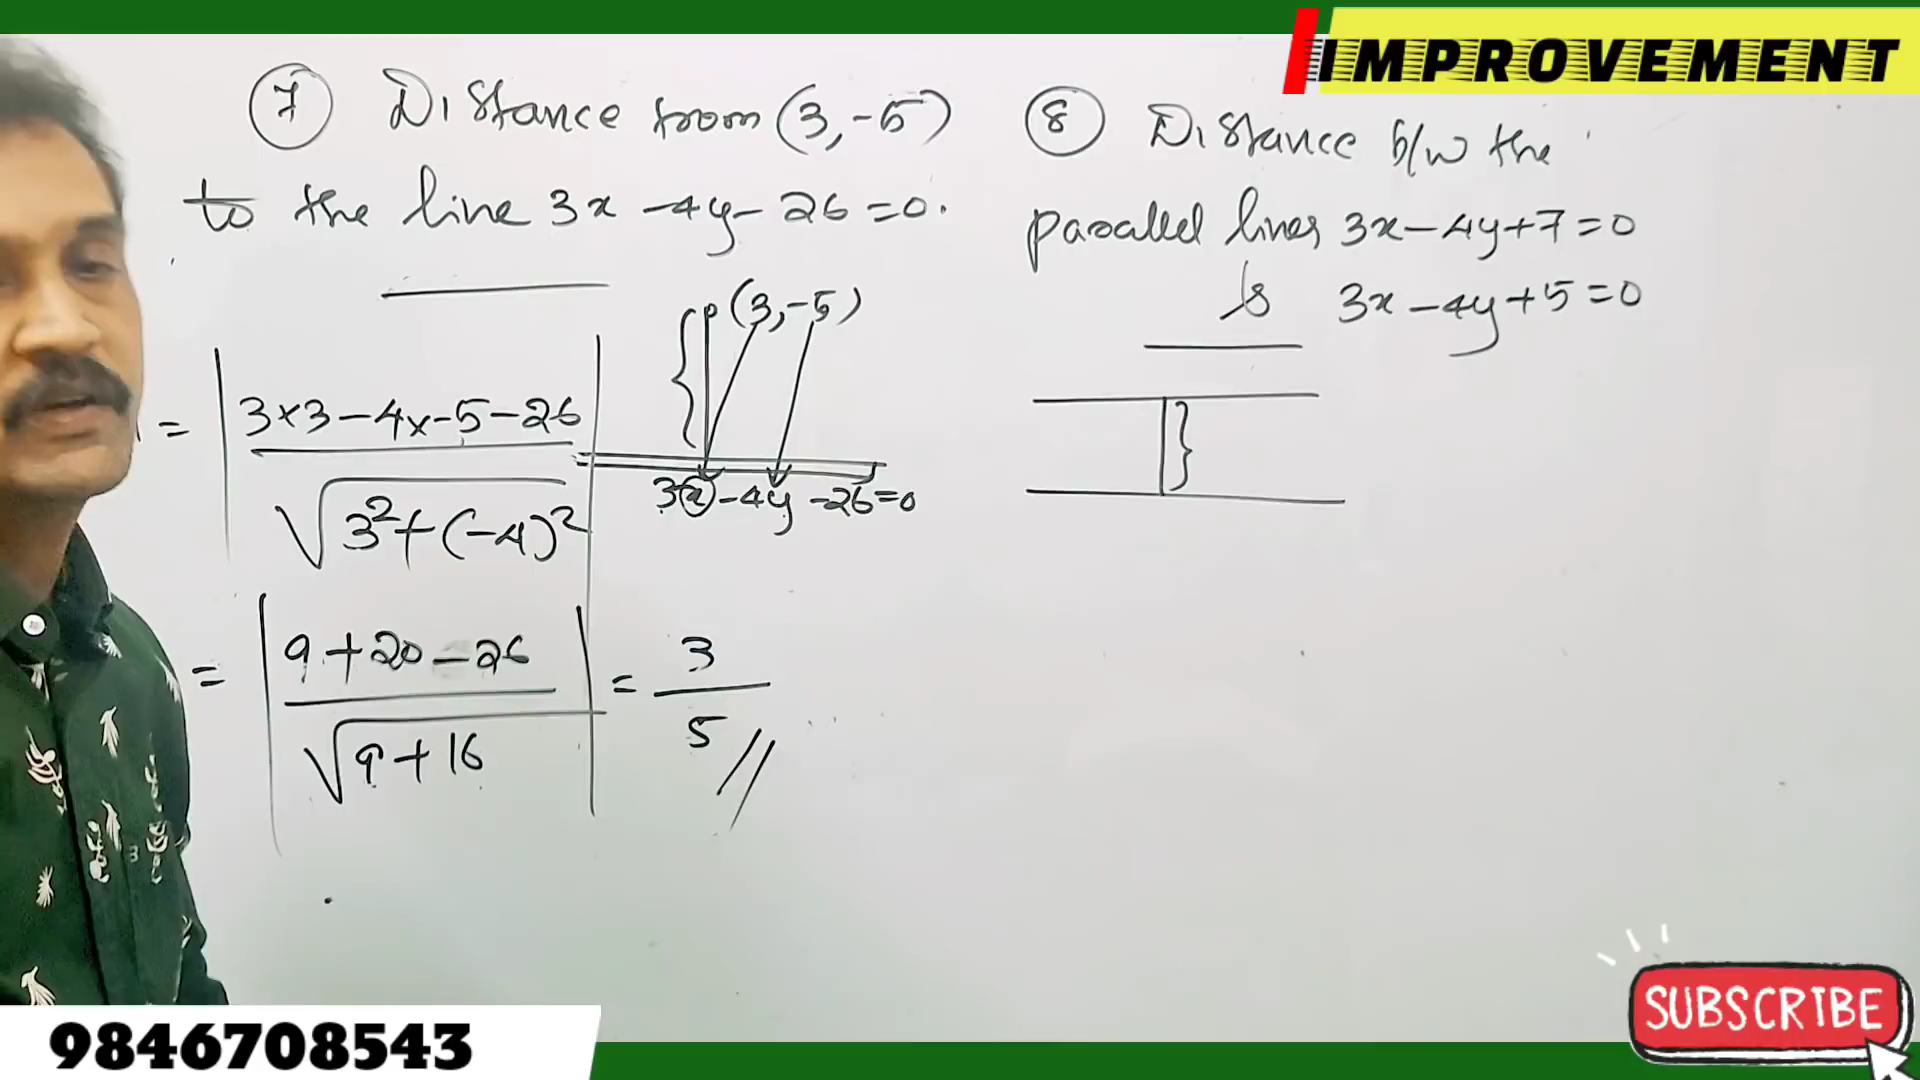 IMPROVEMENT
7 Distance from (3,-5)
to the line 3x -4y- 26 =0.
(3,-5)
= | 3×3-4×-5-26 / √3²+(-4)² |
3x-4y-26=0
= | 9+20-26 / √9+16 | = 3/5 //
8 Distance b/w the
parallel lines 3x-4y+7=0
& 3x-4y+5=0
SUBSCRIBE
9846708543